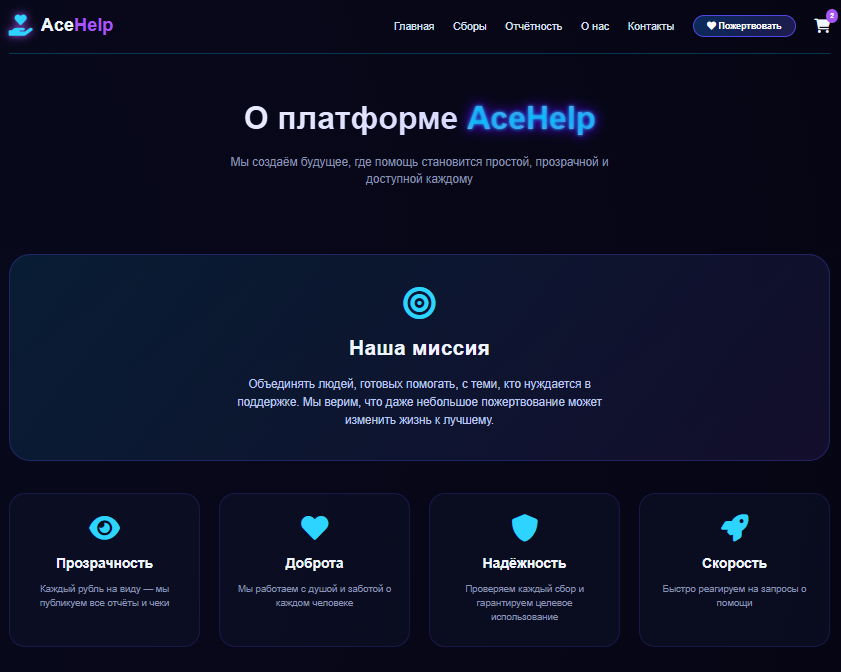 AceHelp
Главная Сборы Отчётность О нас Контакты Пожертвовать 2
О платформе AceHelp
Мы создаём будущее, где помощь становится простой, прозрачной и
доступной каждому
Наша миссия
Объединять людей, готовых помогать, с теми, кто нуждается в
поддержке. Мы верим, что даже небольшое пожертвование может
изменить жизнь к лучшему.
Прозрачность
Каждый рубль на виду — мы
публикуем все отчёты и чеки
Доброта
Мы работаем с душой и заботой о
каждом человеке
Надёжность
Проверяем каждый сбор и
гарантируем целевое
использование
Скорость
Быстро реагируем на запросы о
помощи